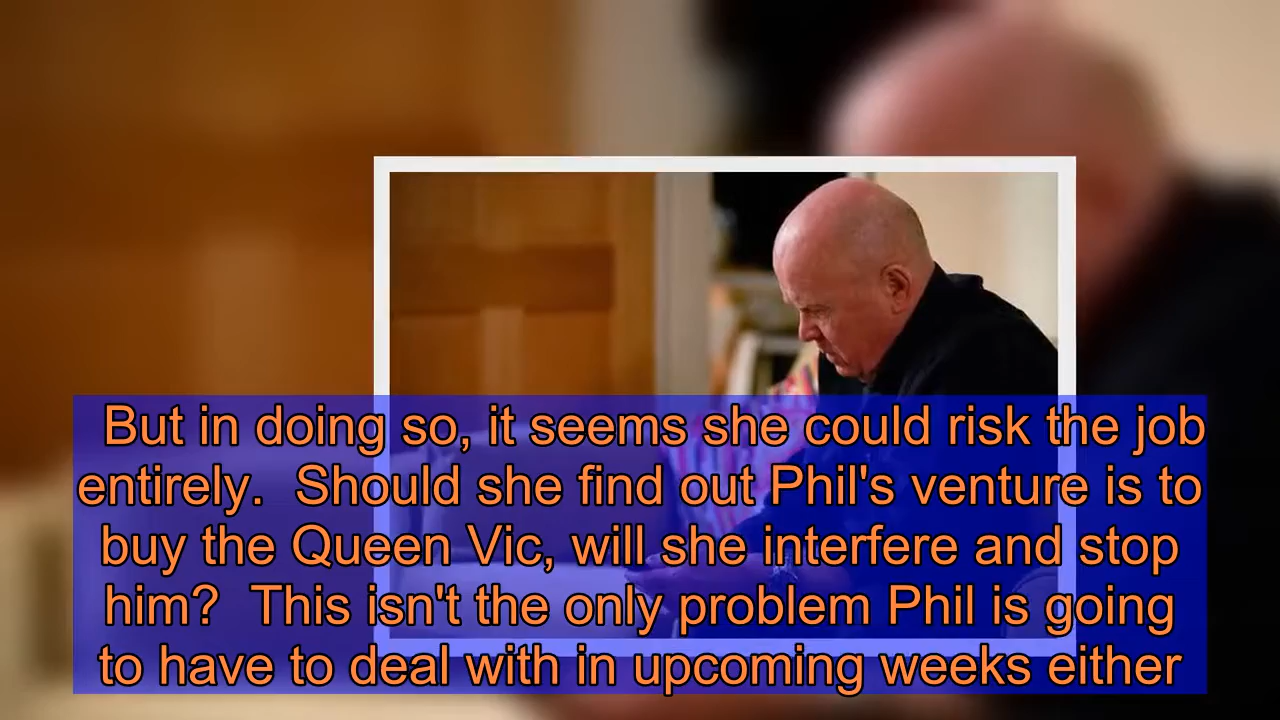 But in doing so, it seems she could risk the job
entirely.  Should she find out Phil's venture is to
buy the Queen Vic, will she interfere and stop
him?  This isn't the only problem Phil is going
to have to deal with in upcoming weeks either